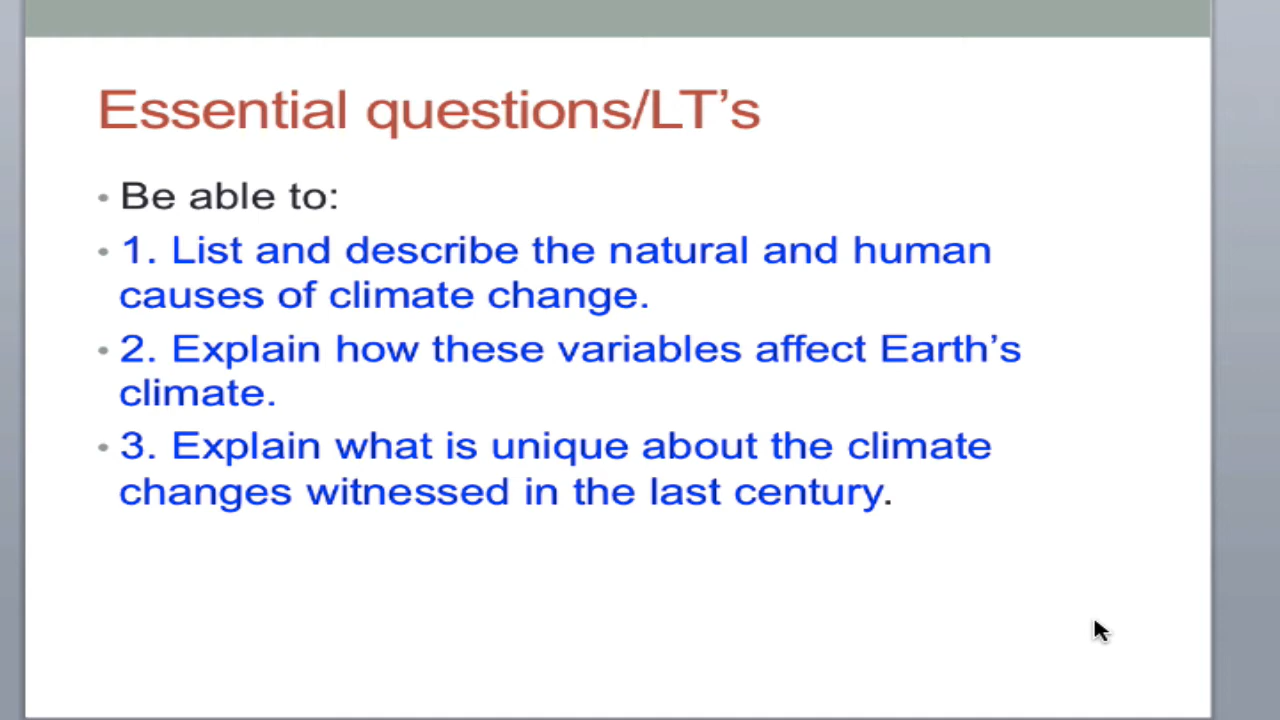 Essential questions/LT’s
• Be able to:
• 1. List and describe the natural and human
causes of climate change.
• 2. Explain how these variables affect Earth’s
climate.
• 3. Explain what is unique about the climate
changes witnessed in the last century.